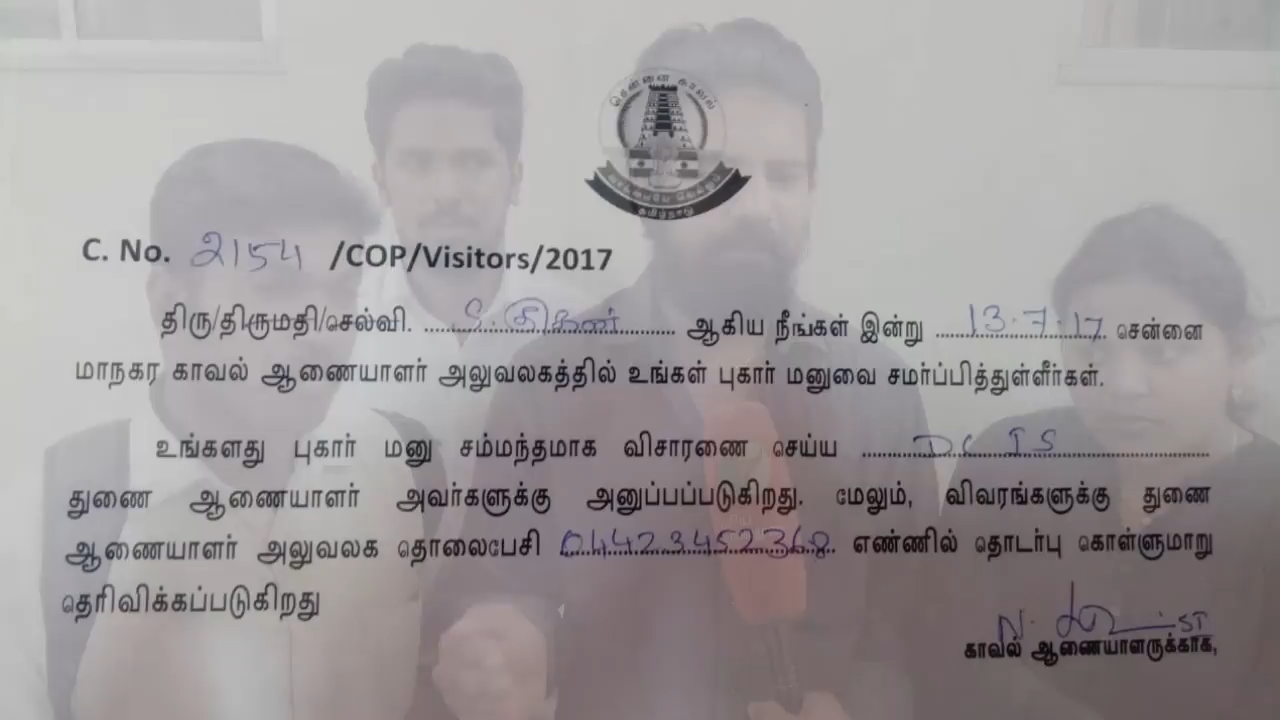 சென்னை காவல்
தமிழ்நாடு
C. No. 2154 /COP/Visitors/2017
திரு/திருமதி/செல்வி. S. ஆகிய நீங்கள் இன்று 13.7.17 சென்னை
மாநகர காவல் ஆணையாளர் அலுவலகத்தில் உங்கள் புகார் மனுவை சமர்ப்பித்துள்ளீர்கள்.
உங்களது புகார் மனு சம்மந்தமாக விசாரணை செய்ய D.C IS
துணை ஆணையாளர் அவர்களுக்கு அனுப்பப்படுகிறது. மேலும், விவரங்களுக்கு துணை
ஆணையாளர் அலுவலக தொலைபேசி 04423452368 எண்ணில் தொடர்பு கொள்ளுமாறு
தெரிவிக்கப்படுகிறது
காவல் ஆணையாளருக்காக,